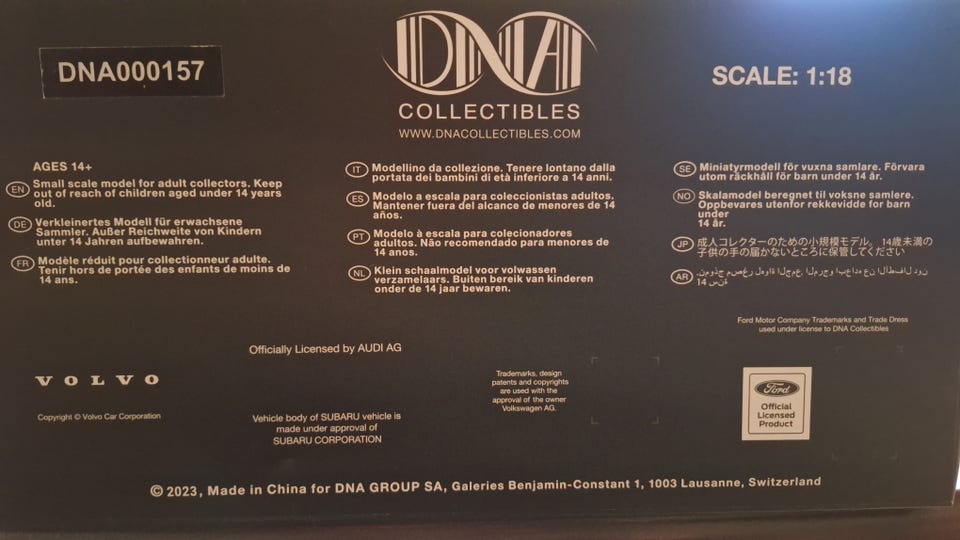 DNA000157
DNA
COLLECTIBLES
WWW.DNACOLLECTIBLES.COM
SCALE: 1:18
AGES 14+
EN Small scale model for adult collectors. Keep
out of reach of children aged under 14 years
old.
DE Verkleinertes Modell für erwachsene
Sammler. Außer Reichweite von Kindern
unter 14 Jahren aufbewahren.
FR Modèle réduit pour collectionneur adulte.
Tenir hors de portée des enfants de moins de
14 ans.
IT Modellino da collezione. Tenere lontano dalla
portata dei bambini di età inferiore a 14 anni.
ES Modelo a escala para coleccionistas adultos.
Mantener fuera del alcance de menores de 14
años.
PT Modelo à escala para colecionadores
adultos. Não recomendado para menores de
14 anos.
NL Klein schaalmodel voor volwassen
verzamelaars. Buiten bereik van kinderen
onder de 14 jaar bewaren.
SE Miniatyrmodell för vuxna samlare. Förvara
utom räckhåll för barn under 14 år.
NO Skalamodel beregnet til voksne samlere.
Oppbevares utenfor rekkevidde for barn
under
14 år.
JP 成人コレクターのための小規模モデル。 14歳未満の
子供の手の届かないところに保管してください
AR نموذج مصغر لهواة الجمع. المرجو ابعاده عن الأطفال دون.
14 سنة
Ford Motor Company Trademarks and Trade Dress
used under license to DNA Collectibles
Officially Licensed by AUDI AG
VOLVO
Copyright © Volvo Car Corporation
Vehicle body of SUBARU vehicle is
made under approval of
SUBARU CORPORATION
Trademarks, design
patents and copyrights
are used with the
approval of the owner
Volkswagen AG.
Ford
Official
Licensed
Product
© 2023, Made in China for DNA GROUP SA, Galeries Benjamin-Constant 1, 1003 Lausanne, Switzerland